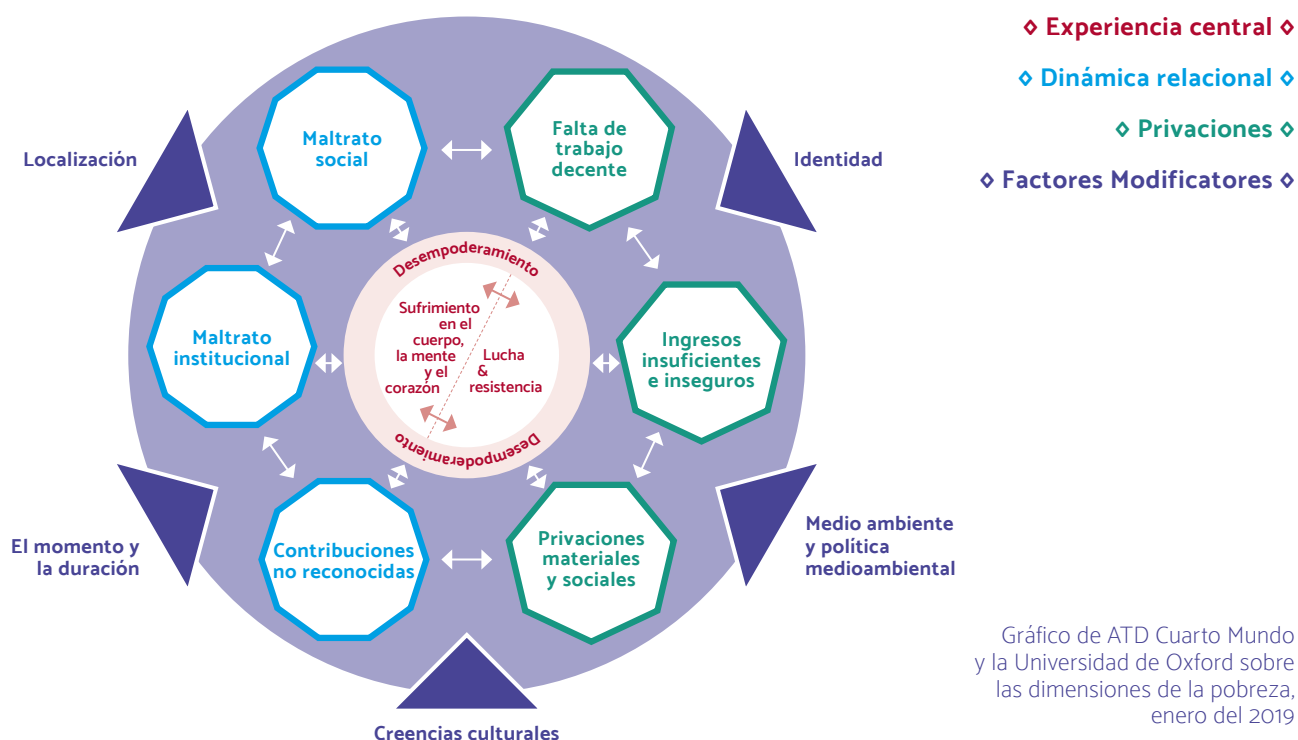 ◊ Experiencia central ◊
◊ Dinámica relacional ◊
◊ Privaciones ◊
◊ Factores Modificatores ◊
Localización
Identidad
Maltrato
social
Falta de
trabajo
decente
Maltrato
institucional
Desempoderamiento
Sufrimiento
en el
cuerpo,
la mente
y el
corazón
Lucha
&
resistencia
Desempoderamiento
Ingresos
insuficientes
e inseguros
Contribuciones
no reconocidas
Privaciones
materiales
y sociales
El momento y
la duración
Medio ambiente
y política
medioambiental
Creencias culturales
Gráfico de ATD Cuarto Mundo
y la Universidad de Oxford sobre
las dimensiones de la pobreza,
enero del 2019